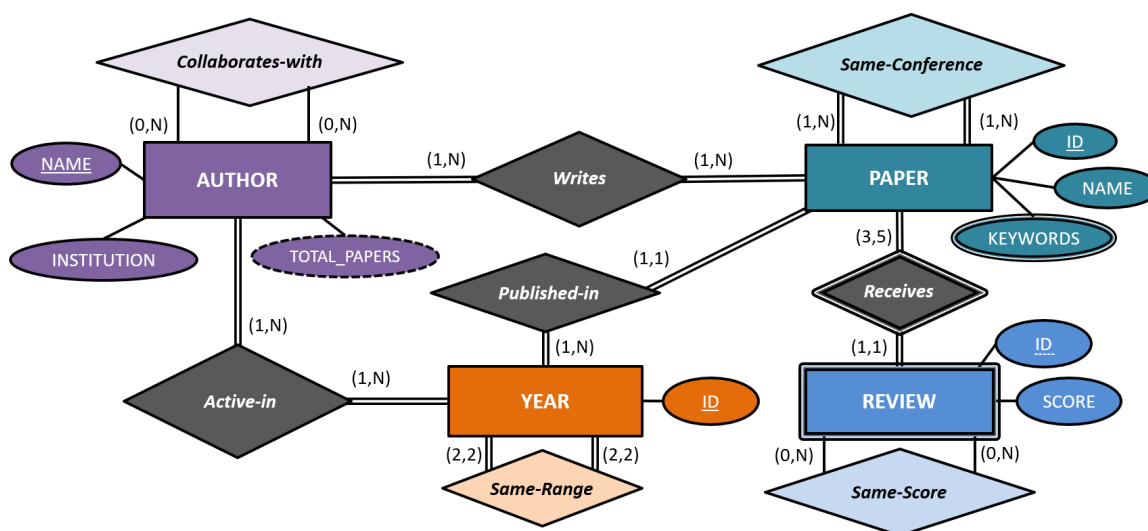 Collaborates-with
Same-Conference
(0,N)
(0,N)
(1,N)
(1,N)
NAME
AUTHOR
(1,N)
Writes
(1,N)
PAPER
ID
NAME
KEYWORDS
INSTITUTION
TOTAL_PAPERS
(3,5)
(1,1)
Published-in
Receives
(1,N)
(1,N)
(1,1)
ID
Active-in
(1,N)
YEAR
ID
REVIEW
SCORE
(2,2)
(2,2)
(0,N)
(0,N)
Same-Range
Same-Score